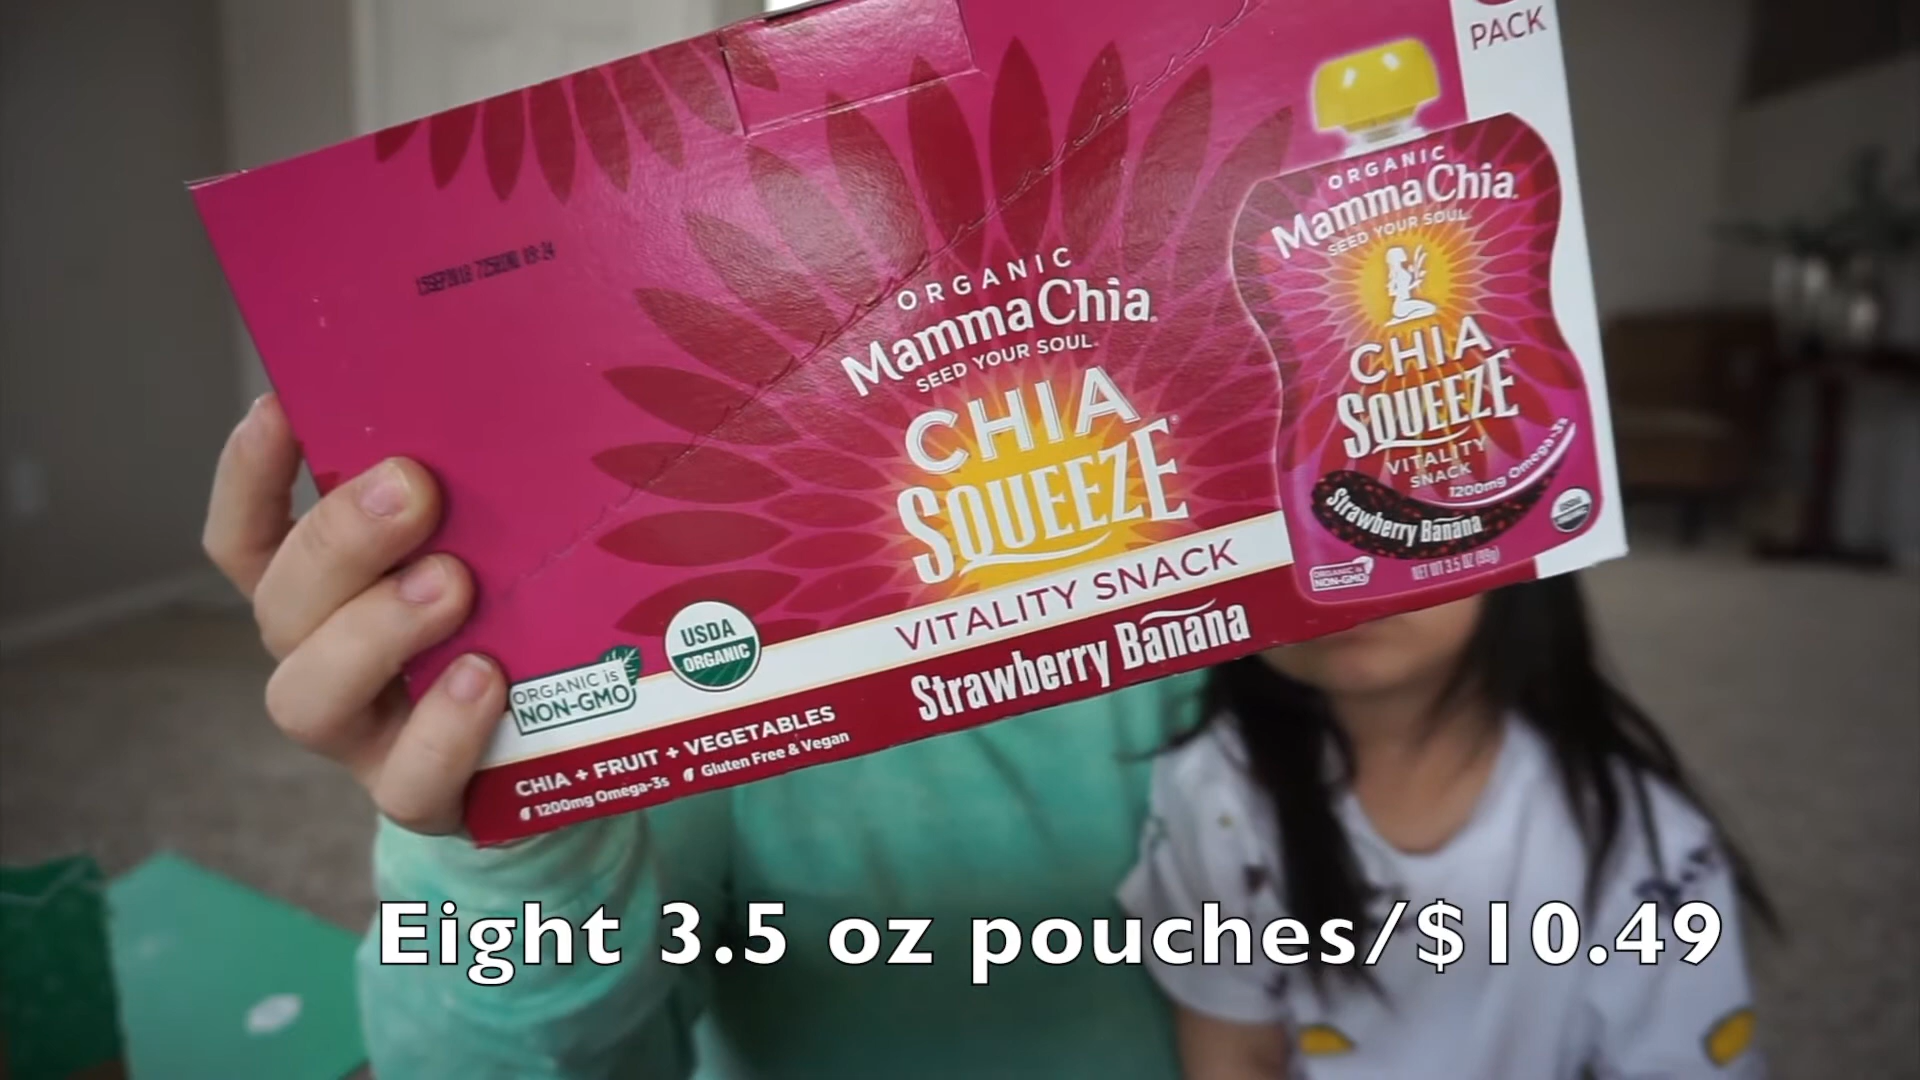 PACK
ORGANIC
Mamma Chia
SEED YOUR SOUL.
CHIA
SQUEEZE
VITALITY
SNACK
1200mg Omega-3s
Strawberry Banana
USDA
ORGANIC
ORGANIC is
NON-GMO
NET WT 3.5 OZ (99g)
ORGANIC
Mamma Chia
SEED YOUR SOUL.
CHIA
SQUEEZE
VITALITY SNACK
Strawberry Banana
USDA
ORGANIC
ORGANIC is
NON-GMO
CHIA + FRUIT + VEGETABLES
1200mg Omega-3s Gluten Free & Vegan
Eight 3.5 oz pouches/$10.49